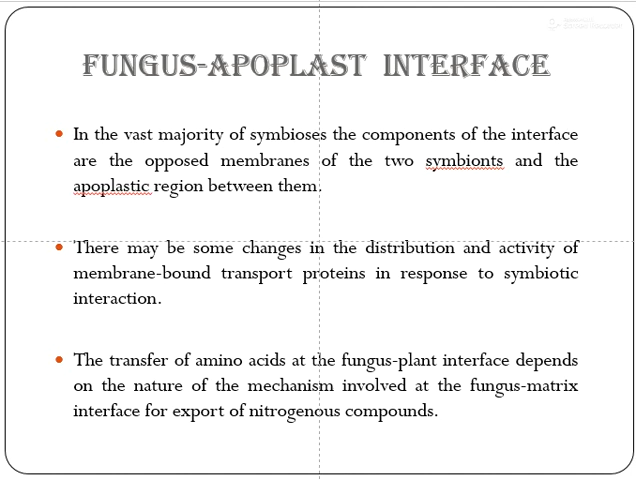 FUNGUS-APOPLAST INTERFACE
In the vast majority of symbioses the components of the interface
are the opposed membranes of the two symbionts and the
apoplastic region between them.
There may be some changes in the distribution and activity of
membrane-bound transport proteins in response to symbiotic
interaction.
The transfer of amino acids at the fungus-plant interface depends
on the nature of the mechanism involved at the fungus-matrix
interface for export of nitrogenous compounds.